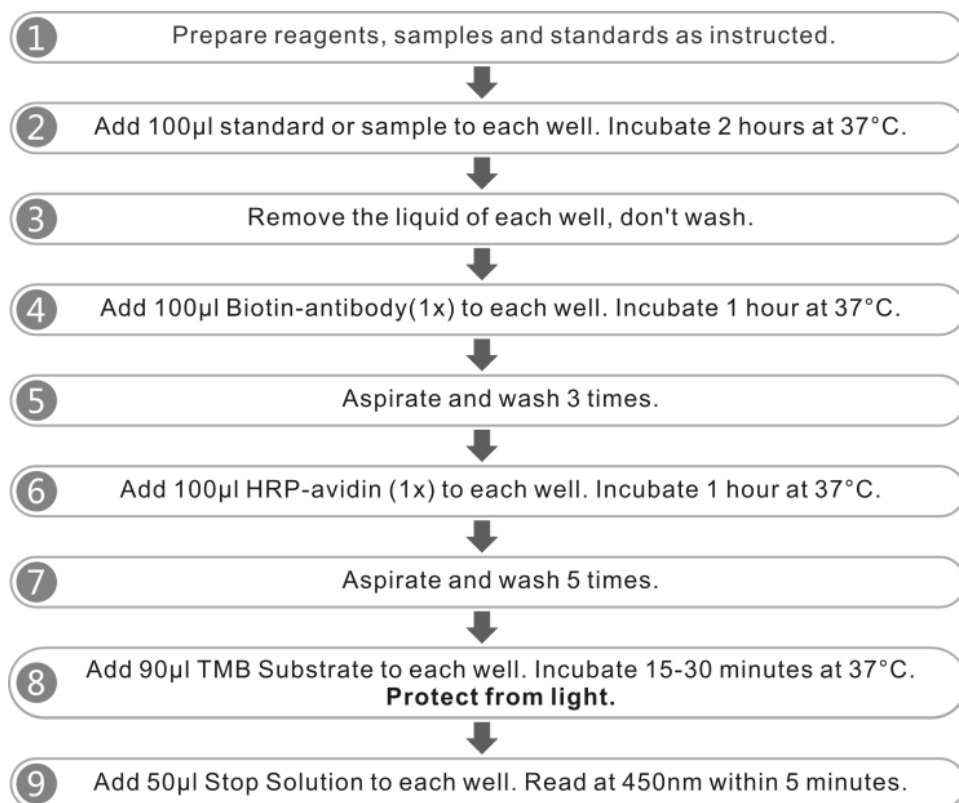 1 Prepare reagents, samples and standards as instructed.
2 Add 100µl standard or sample to each well. Incubate 2 hours at 37°C.
3 Remove the liquid of each well, don't wash.
4 Add 100µl Biotin-antibody(1x) to each well. Incubate 1 hour at 37°C.
5 Aspirate and wash 3 times.
6 Add 100µl HRP-avidin (1x) to each well. Incubate 1 hour at 37°C.
7 Aspirate and wash 5 times.
8 Add 90µl TMB Substrate to each well. Incubate 15-30 minutes at 37°C.
Protect from light.
9 Add 50µl Stop Solution to each well. Read at 450nm within 5 minutes.